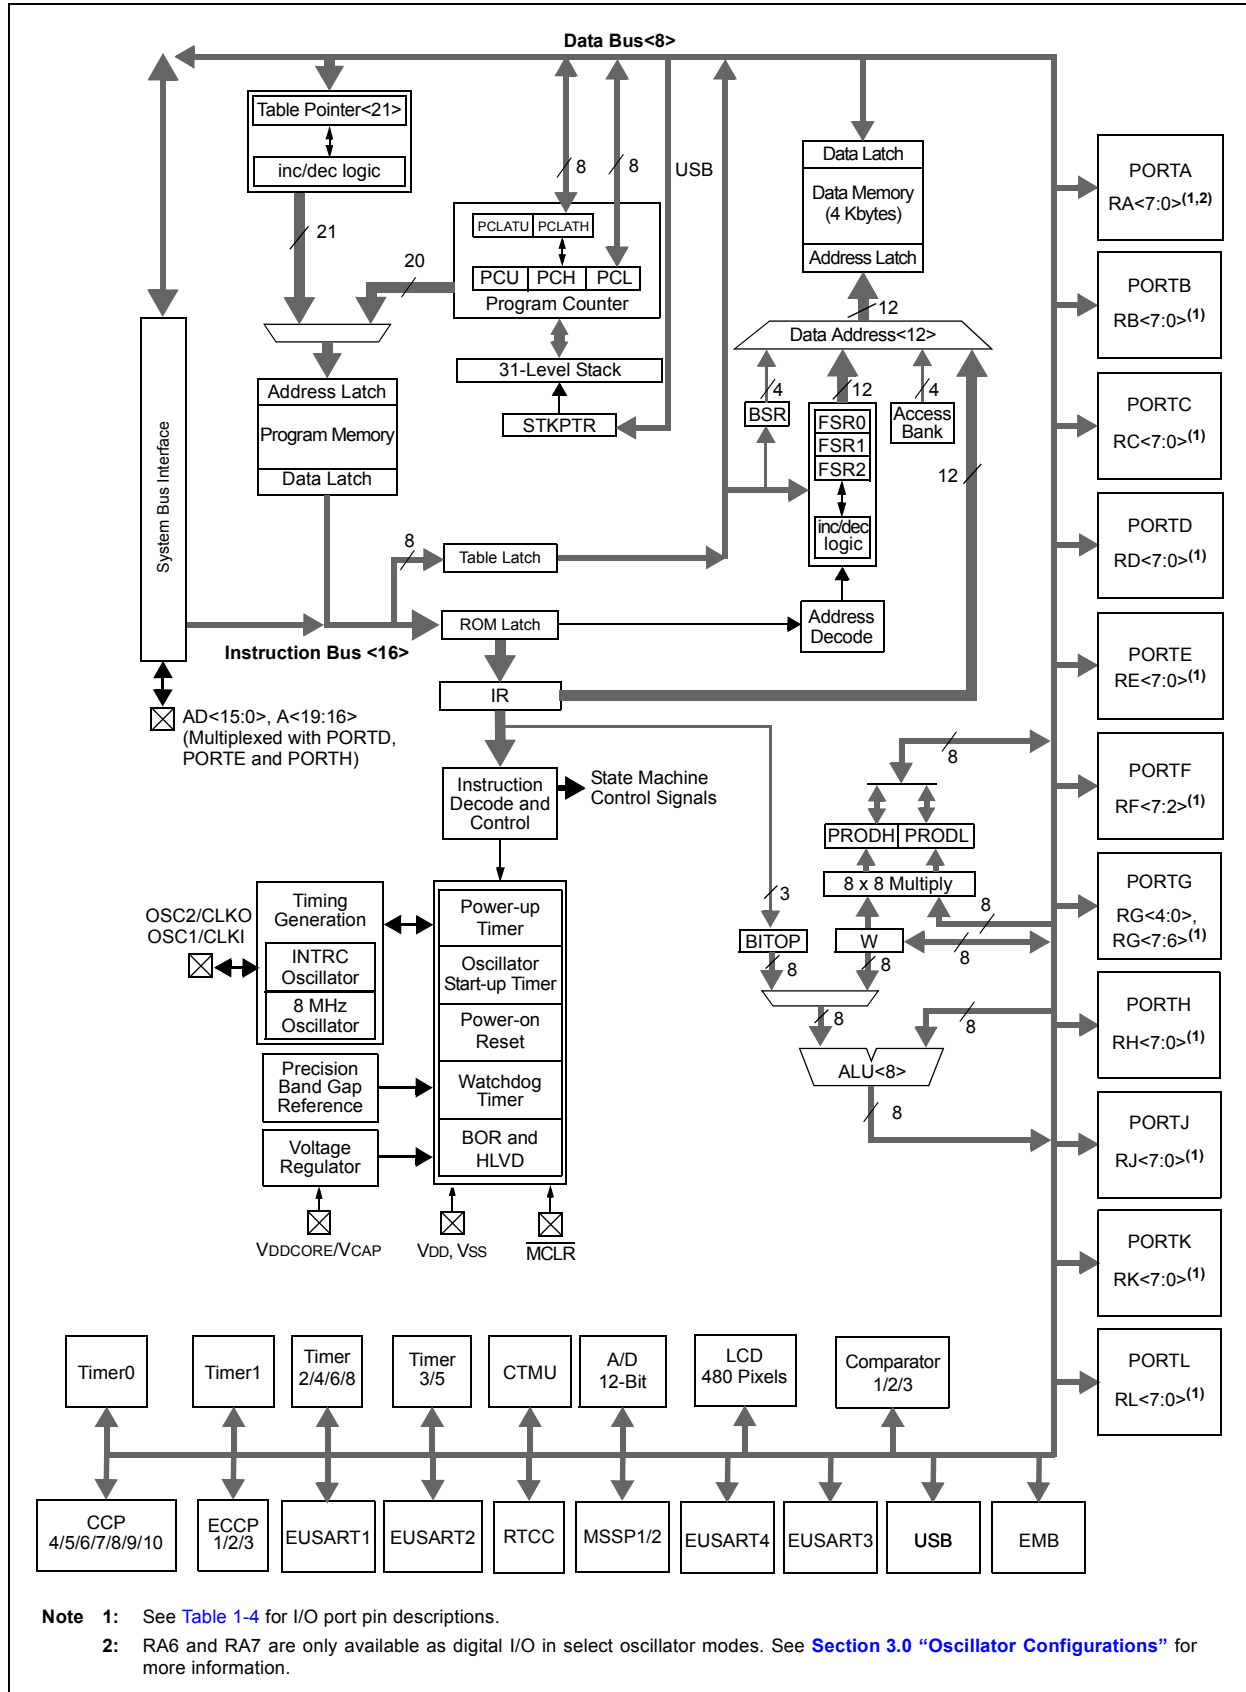 Data Bus<8>
Table Pointer<21>
inc/dec logic
21
20
8
8
USB
PCLATU PCLATH
PCU PCH PCL
Program Counter
31-Level Stack
STKPTR
Address Latch
Program Memory
Data Latch
System Bus Interface
8
Table Latch
ROM Latch
Instruction Bus <16>
IR
AD<15:0>, A<19:16>
(Multiplexed with PORTD,
PORTE and PORTH)
Data Latch
Data Memory
(4 Kbytes)
Address Latch
12
Data Address<12>
4
12
4
BSR
FSR0
FSR1
FSR2
inc/dec
logic
Access
Bank
12
Address
Decode
Instruction
Decode and
Control
State Machine
Control Signals
8
PRODH PRODL
8 x 8 Multiply
3
8
BITOP
W
8
8
8
8
8
ALU<8>
8
OSC2/CLKO
OSC1/CLKI
Timing
Generation
INTRC
Oscillator
8 MHz
Oscillator
Precision
Band Gap
Reference
Voltage
Regulator
Power-up
Timer
Oscillator
Start-up Timer
Power-on
Reset
Watchdog
Timer
BOR and
HLVD
VDDCORE/VCAP
VDD, VSS
MCLR
PORTA
RA<7:0>(1,2)
PORTB
RB<7:0>(1)
PORTC
RC<7:0>(1)
PORTD
RD<7:0>(1)
PORTE
RE<7:0>(1)
PORTF
RF<7:2>(1)
PORTG
RG<4:0>,
RG<7:6>(1)
PORTH
RH<7:0>(1)
PORTJ
RJ<7:0>(1)
PORTK
RK<7:0>(1)
PORTL
RL<7:0>(1)
Timer0
Timer1
Timer
2/4/6/8
Timer
3/5
CTMU
A/D
12-Bit
LCD
480 Pixels
Comparator
1/2/3
CCP
4/5/6/7/8/9/10
ECCP
1/2/3
EUSART1
EUSART2
RTCC
MSSP1/2
EUSART4
EUSART3
USB
EMB
Note 1: See Table 1-4 for I/O port pin descriptions.
2: RA6 and RA7 are only available as digital I/O in select oscillator modes. See Section 3.0 “Oscillator Configurations” for
more information.